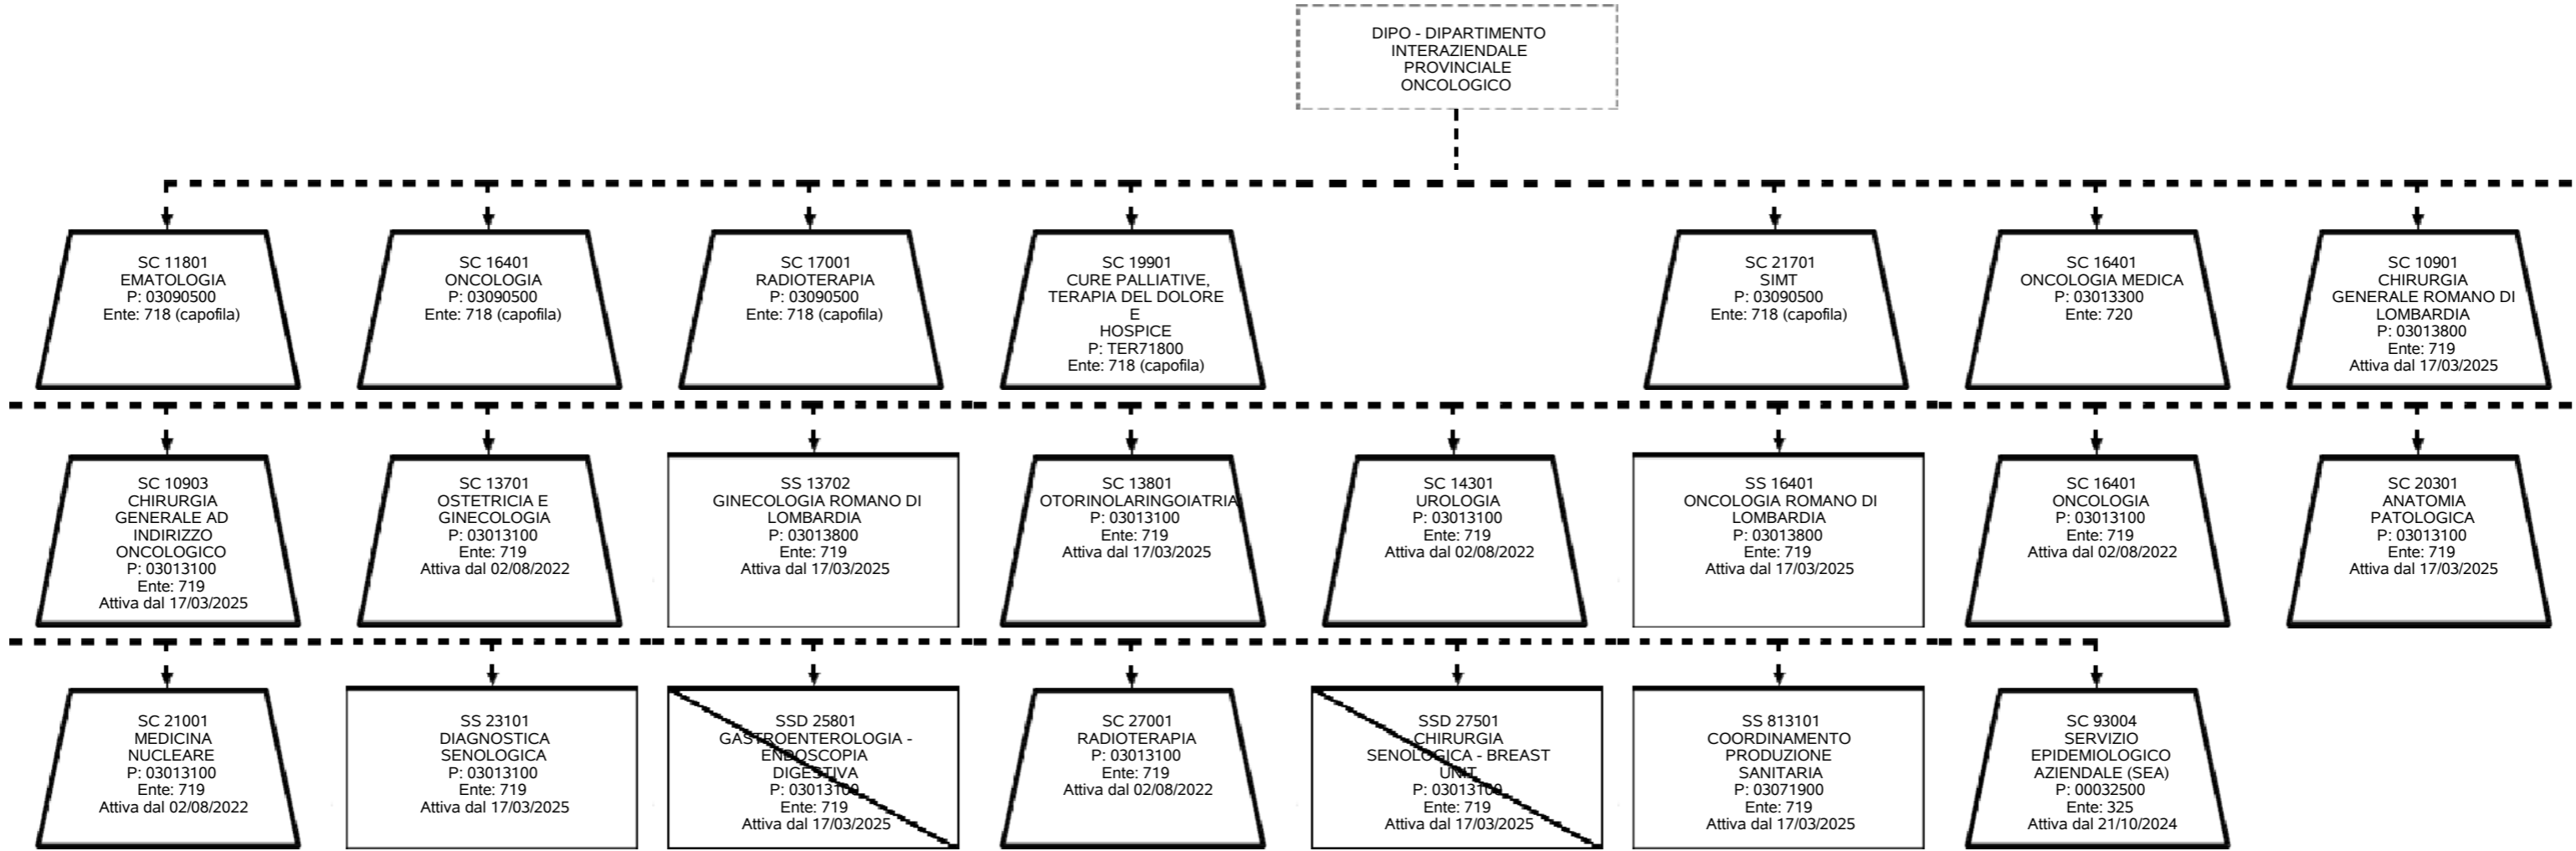 DIPO - DIPARTIMENTO
INTERAZIENDALE
PROVINCIALE
ONCOLOGICO
SC 11801
EMATOLOGIA
P: 03090500
Ente: 718 (capofila)
SC 16401
ONCOLOGIA
P: 03090500
Ente: 718 (capofila)
SC 17001
RADIOTERAPIA
P: 03090500
Ente: 718 (capofila)
SC 19901
CURE PALLIATIVE,
TERAPIA DEL DOLORE
E
HOSPICE
P: TER71800
Ente: 718 (capofila)
SC 21701
SIMT
P: 03090500
Ente: 718 (capofila)
SC 16401
ONCOLOGIA MEDICA
P: 03013300
Ente: 720
SC 10901
CHIRURGIA
GENERALE ROMANO DI
LOMBARDIA
P: 03013800
Ente: 719
Attiva dal 17/03/2025
SC 10903
CHIRURGIA
GENERALE AD
INDIRIZZO
ONCOLOGICO
P: 03013100
Ente: 719
Attiva dal 17/03/2025
SC 13701
OSTETRICIA E
GINECOLOGIA
P: 03013100
Ente: 719
Attiva dal 02/08/2022
SS 13702
GINECOLOGIA ROMANO DI
LOMBARDIA
P: 03013800
Ente: 719
Attiva dal 17/03/2025
SC 13801
OTORINOLARINGOIATRIA
P: 03013100
Ente: 719
Attiva dal 17/03/2025
SC 14301
UROLOGIA
P: 03013100
Ente: 719
Attiva dal 02/08/2022
SS 16401
ONCOLOGIA ROMANO DI
LOMBARDIA
P: 03013800
Ente: 719
Attiva dal 17/03/2025
SC 16401
ONCOLOGIA
P: 03013100
Ente: 719
Attiva dal 02/08/2022
SC 20301
ANATOMIA
PATOLOGICA
P: 03013100
Ente: 719
Attiva dal 17/03/2025
SC 21001
MEDICINA
NUCLEARE
P: 03013100
Ente: 719
Attiva dal 02/08/2022
SS 23101
DIAGNOSTICA
SENOLOGICA
P: 03013100
Ente: 719
Attiva dal 17/03/2025
SSD 25801
GASTROENTEROLOGIA -
ENDOSCOPIA
DIGESTIVA
P: 03013100
Ente: 719
Attiva dal 17/03/2025
SC 27001
RADIOTERAPIA
P: 03013100
Ente: 719
Attiva dal 02/08/2022
SSD 27501
CHIRURGIA
SENOLOGICA - BREAST
UNIT
P: 03013100
Ente: 719
Attiva dal 17/03/2025
SS 813101
COORDINAMENTO
PRODUZIONE
SANITARIA
P: 03071900
Ente: 719
Attiva dal 17/03/2025
SC 93004
SERVIZIO
EPIDEMIOLOGICO
AZIENDALE (SEA)
P: 00032500
Ente: 325
Attiva dal 21/10/2024